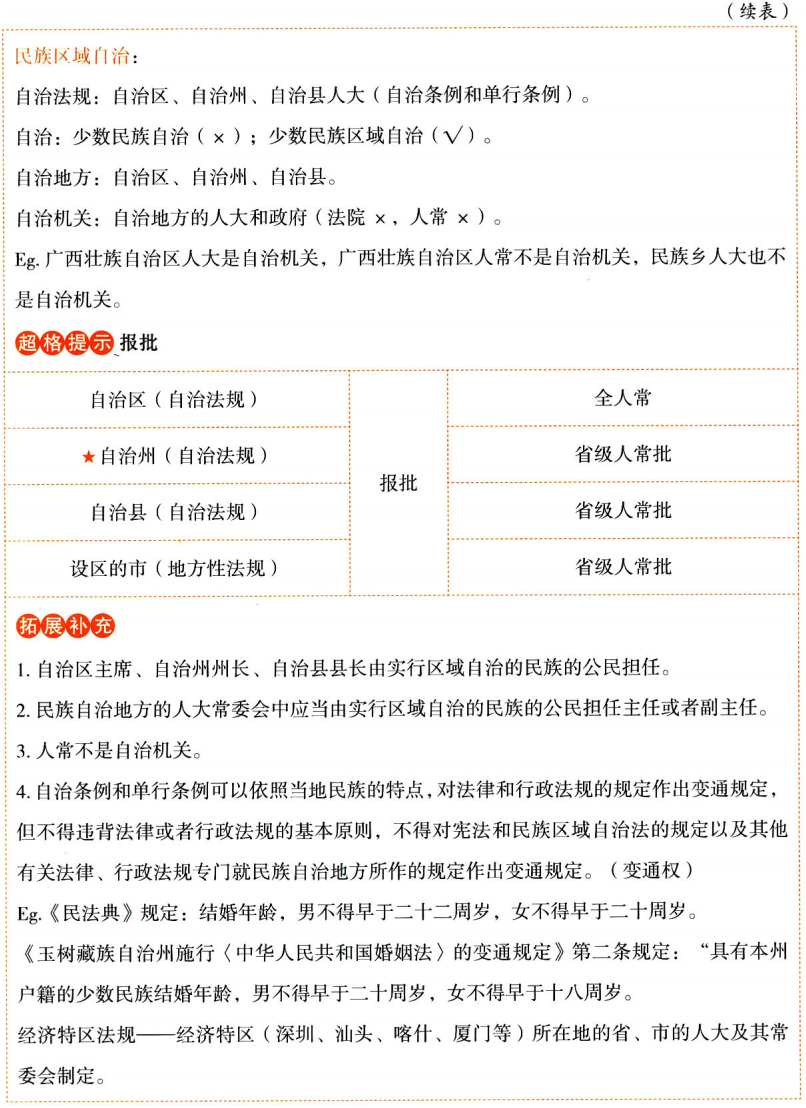 （续表）
民族区域自治：
自治法规：自治区、自治州、自治县人大（自治条例和单行条例）。
自治：少数民族自治（×）；少数民族区域自治（√）。
自治地方：自治区、自治州、自治县。
自治机关：自治地方的人大和政府（法院 ×，人常 ×）。
Eg. 广西壮族自治区人大是自治机关，广西壮族自治区人常不是自治机关，民族乡人大也不
是自治机关。
超格提示 报批
自治区（自治法规）
全人常
★自治州（自治法规）
省级人常批
报批
自治县（自治法规）
省级人常批
设区的市（地方性法规）
省级人常批
拓展补充
1. 自治区主席、自治州州长、自治县县长由实行区域自治的民族的公民担任。
2. 民族自治地方的人大常委会中应当由实行区域自治的民族的公民担任主任或者副主任。
3. 人常不是自治机关。
4. 自治条例和单行条例可以依照当地民族的特点，对法律和行政法规的规定作出变通规定，
但不得违背法律或者行政法规的基本原则，不得对宪法和民族区域自治法的规定以及其他
有关法律、行政法规专门就民族自治地方所作的规定作出变通规定。（变通权）
Eg.《民法典》规定：结婚年龄，男不得早于二十二周岁，女不得早于二十周岁。
《玉树藏族自治州施行〈中华人民共和国婚姻法〉的变通规定》第二条规定：“具有本州
户籍的少数民族结婚年龄，男不得早于二十周岁，女不得早于十八周岁。
经济特区法规——经济特区（深圳、汕头、喀什、厦门等）所在地的省、市的人大及其常
委会制定。